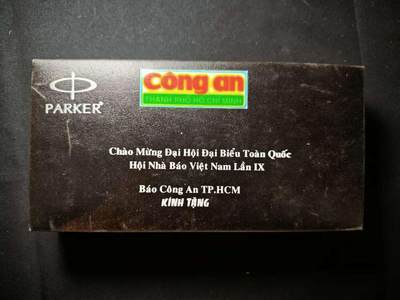 PARKER
công an
THÀNH PHỐ HỒ CHÍ MINH
Chào Mừng Đại Hội Đại Biểu Toàn Quốc
Hội Nhà Báo Việt Nam Lần IX
Báo Công An TP.HCM
KÍNH TẶNG